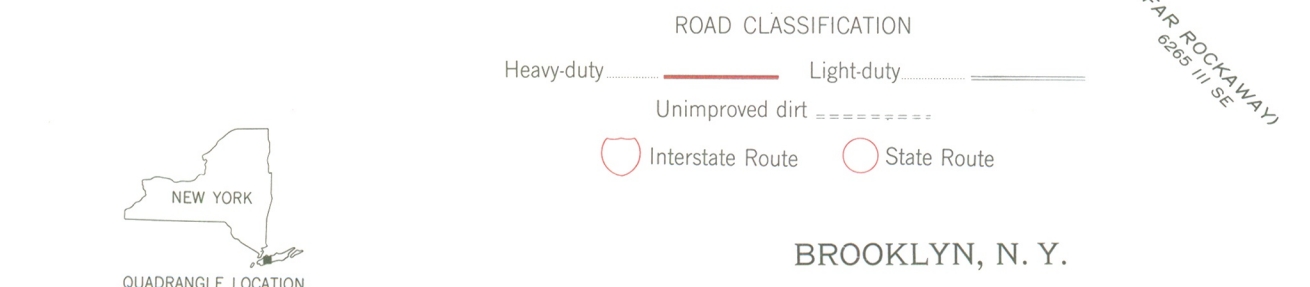 ROAD CLASSIFICATION
Heavy-duty Light-duty
Unimproved dirt
Interstate Route State Route
FAR ROCKAWAY)
6265 III SE
NEW YORK
QUADRANGLE LOCATION
BROOKLYN, N. Y.